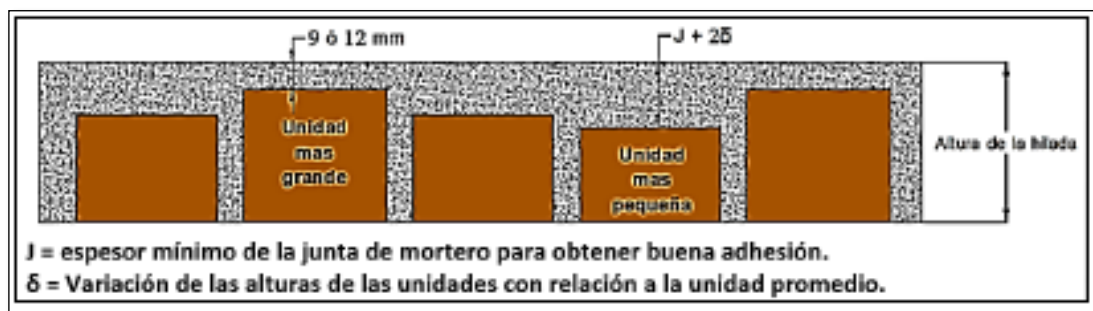 9 ó 12 mm
J + 2δ
Unidad
mas
grande
Unidad
mas
pequeña
Altura de la hilada
J = espesor mínimo de la junta de mortero para obtener buena adhesión.
δ = Variación de las alturas de las unidades con relación a la unidad promedio.